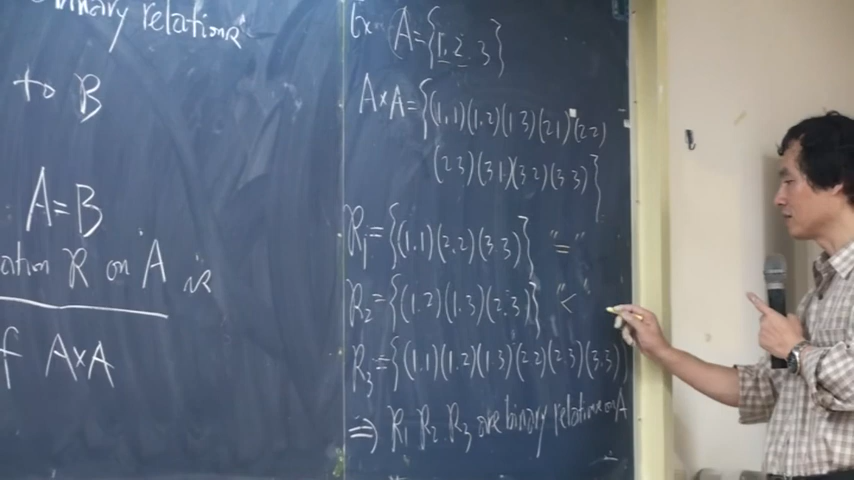 binary relations
to B
A=B
ation R on A is
f A×A
Ex. A={1, 2, 3}
A×A={(1,1)(1,2)(1,3)(2,1)(2,2)
(2,3)(3,1)(3,2)(3,3)}
R₁={(1,1)(2,2)(3,3)} "="
R₂={(1,2)(1,3)(2,3)} "<"
R₃={(1,1)(1,2)(1,3)(2,2)(2,3)(3,3)}
⇒ R₁ R₂ R₃ are binary relations on A